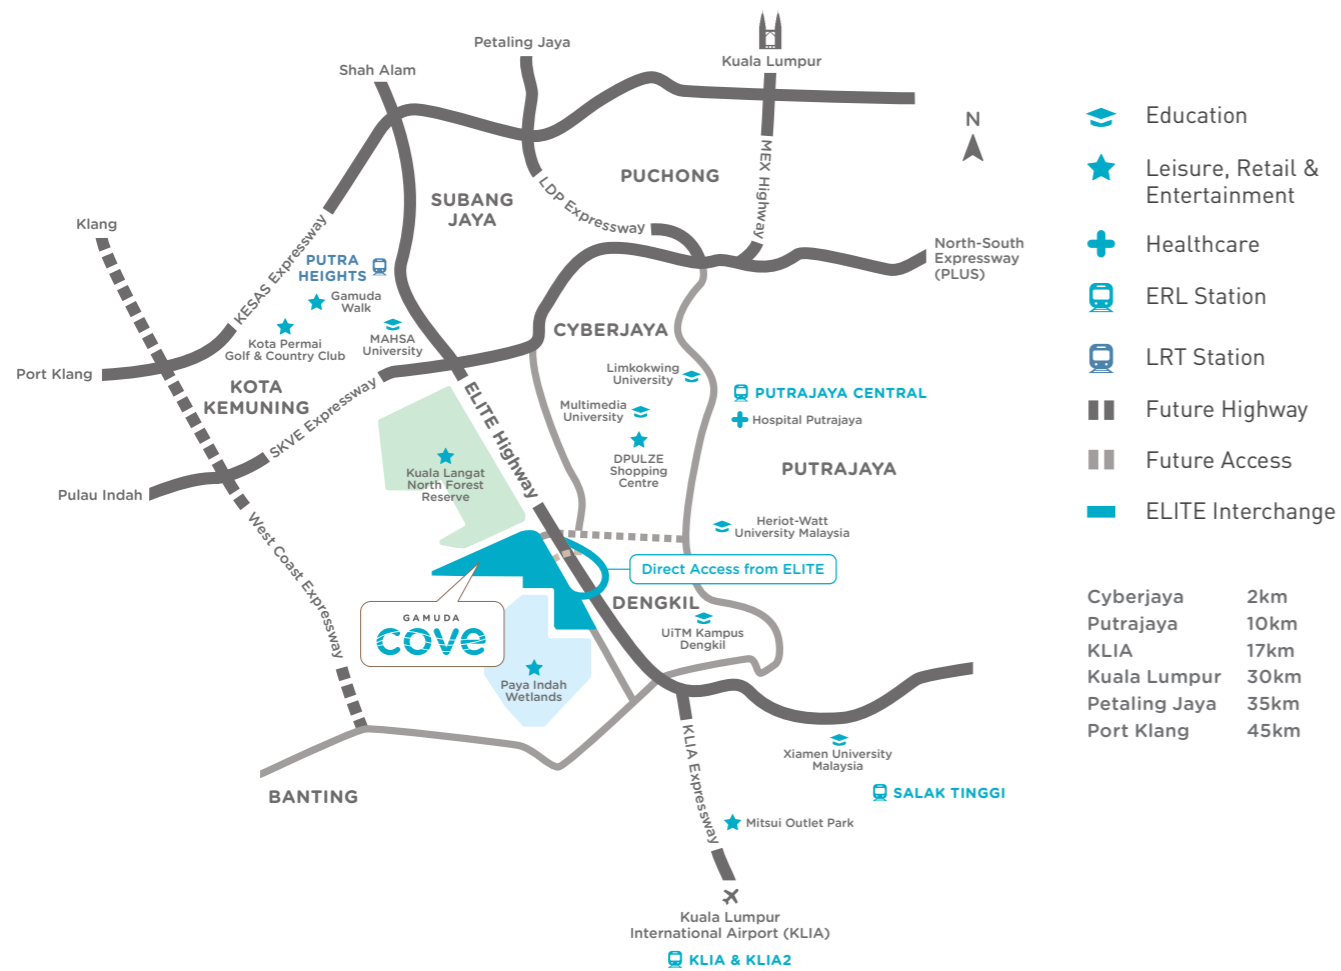 Petaling Jaya
Kuala Lumpur
Shah Alam
N
MEX Highway
PUCHONG
LDP Expressway
SUBANG
JAYA
Klang
KESAS Expressway
North-South
Expressway
(PLUS)
PUTRA
HEIGHTS
Gamuda
Walk
Kota Permai
Golf & Country Club
MAHSA
University
CYBERJAYA
Port Klang
KOTA
KEMUNING
SKVE Expressway
ELITE Highway
Limkokwing
University
PUTRAJAYA CENTRAL
Multimedia
University
Hospital Putrajaya
DPULZE
Shopping
Centre
PUTRAJAYA
Kuala Langat
North Forest
Reserve
Pulau Indah
West Coast Expressway
Heriot-Watt
University Malaysia
Direct Access from ELITE
GAMUDA
cove
DENGKIL
UiTM Kampus
Dengkil
Paya Indah
Wetlands
KLIA Expressway
Xiamen University
Malaysia
BANTING
SALAK TINGGI
Mitsui Outlet Park
Kuala Lumpur
International Airport (KLIA)
KLIA & KLIA2
Education
Leisure, Retail &
Entertainment
Healthcare
ERL Station
LRT Station
Future Highway
Future Access
ELITE Interchange
Cyberjaya 2km
Putrajaya 10km
KLIA 17km
Kuala Lumpur 30km
Petaling Jaya 35km
Port Klang 45km